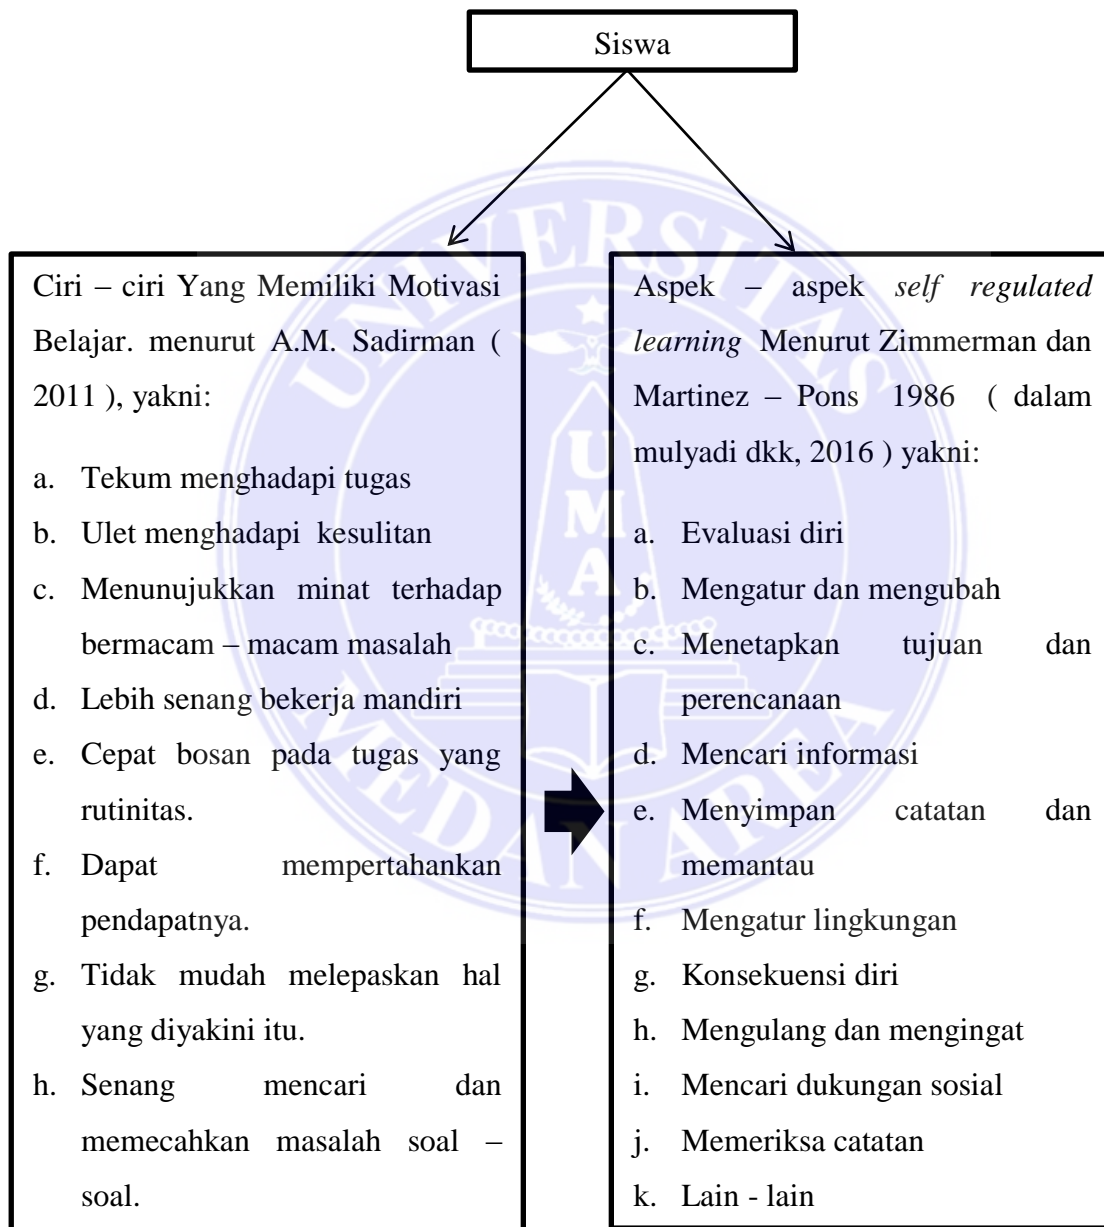 Siswa
Ciri – ciri Yang Memiliki Motivasi
Belajar. menurut A.M. Sadirman (
2011 ), yakni:
a. Tekum menghadapi tugas
b. Ulet menghadapi kesulitan
c. Menunujukkan minat terhadap
bermacam – macam masalah
d. Lebih senang bekerja mandiri
e. Cepat bosan pada tugas yang
rutinitas.
f. Dapat mempertahankan
pendapatnya.
g. Tidak mudah melepaskan hal
yang diyakini itu.
h. Senang mencari dan
memecahkan masalah soal –
soal.
Aspek – aspek self regulated
learning Menurut Zimmerman dan
Martinez – Pons 1986 ( dalam
mulyadi dkk, 2016 ) yakni:
a. Evaluasi diri
b. Mengatur dan mengubah
c. Menetapkan tujuan dan
perencanaan
d. Mencari informasi
e. Menyimpan catatan dan
memantau
f. Mengatur lingkungan
g. Konsekuensi diri
h. Mengulang dan mengingat
i. Mencari dukungan sosial
j. Memeriksa catatan
k. Lain - lain
UNIVERSITAS
MEDAN AREA
UMA